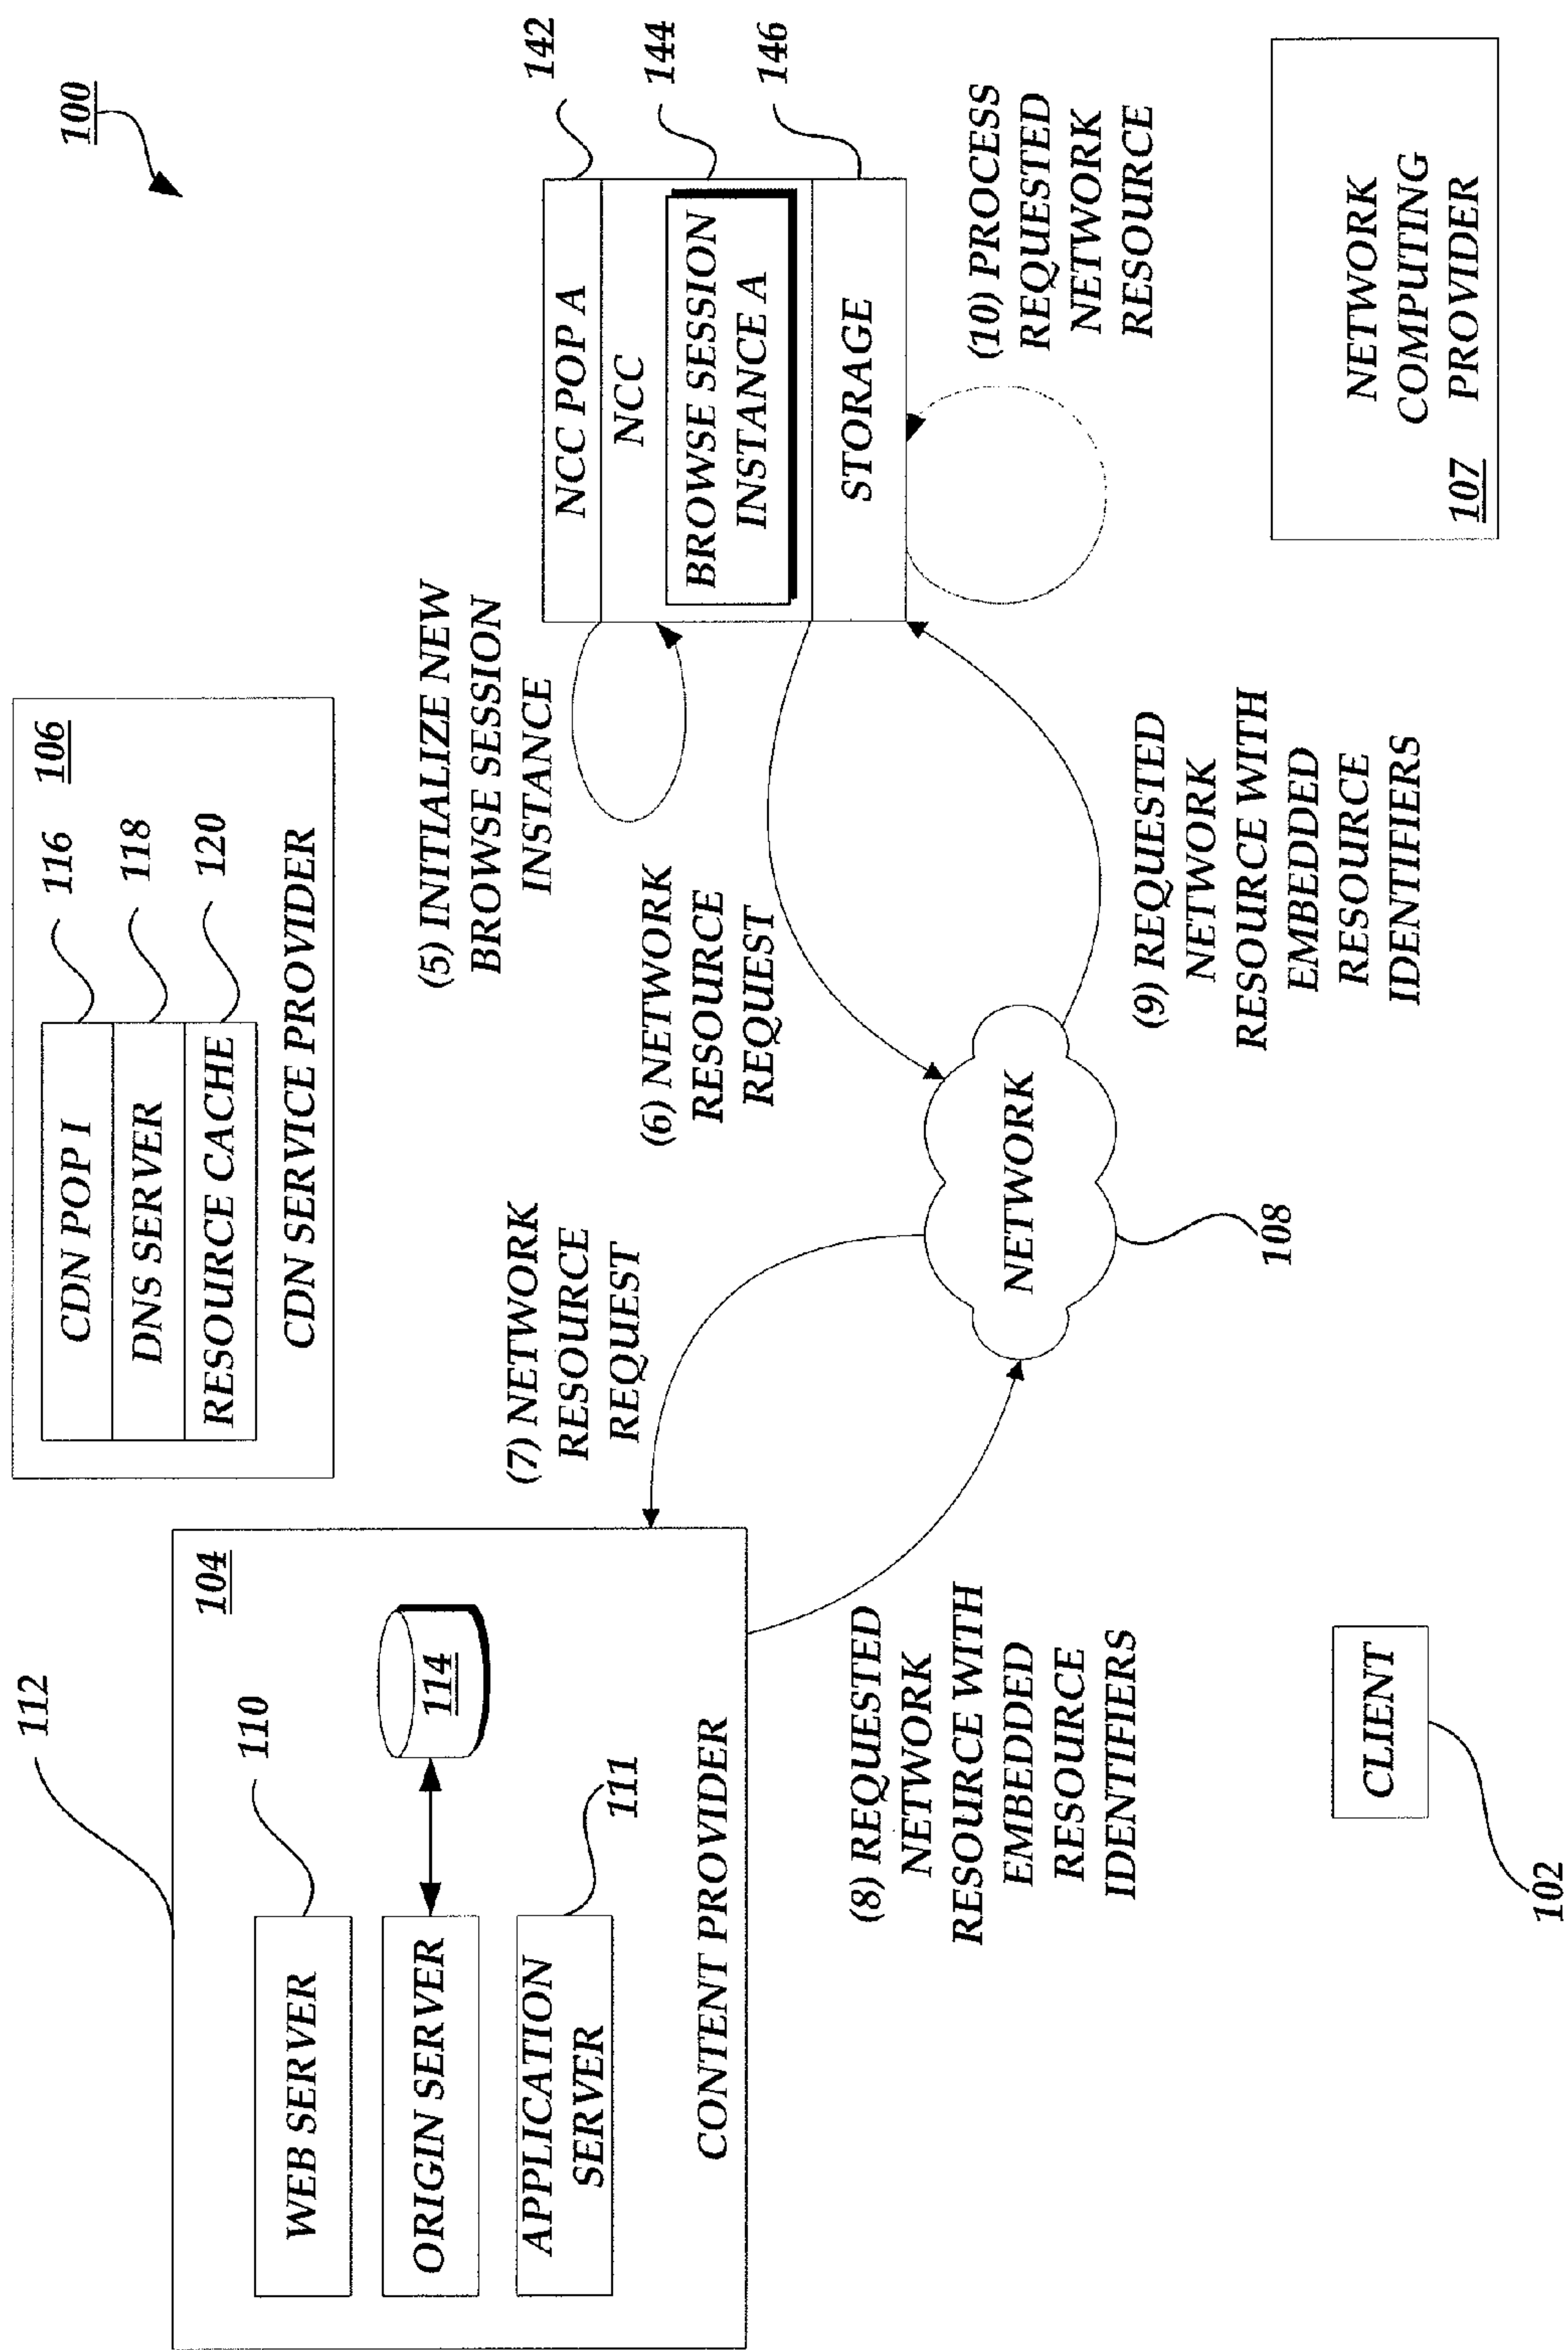 100
112
104
110
WEB SERVER
ORIGIN SERVER
114
APPLICATION
SERVER
111
CONTENT PROVIDER
106
CDN POP I
116
DNS SERVER
118
RESOURCE CACHE
120
CDN SERVICE PROVIDER
(5) INITIALIZE NEW
BROWSE SESSION
INSTANCE
NCC POP A
142
NCC
144
BROWSE SESSION
INSTANCE A
STORAGE
146
(6) NETWORK
RESOURCE
REQUEST
(7) NETWORK
RESOURCE
REQUEST
NETWORK
108
(8) REQUESTED
NETWORK
RESOURCE WITH
EMBEDDED
RESOURCE
IDENTIFIERS
(9) REQUESTED
NETWORK
RESOURCE WITH
EMBEDDED
RESOURCE
IDENTIFIERS
(10) PROCESS
REQUESTED
NETWORK
RESOURCE
CLIENT
102
NETWORK
COMPUTING
PROVIDER
107